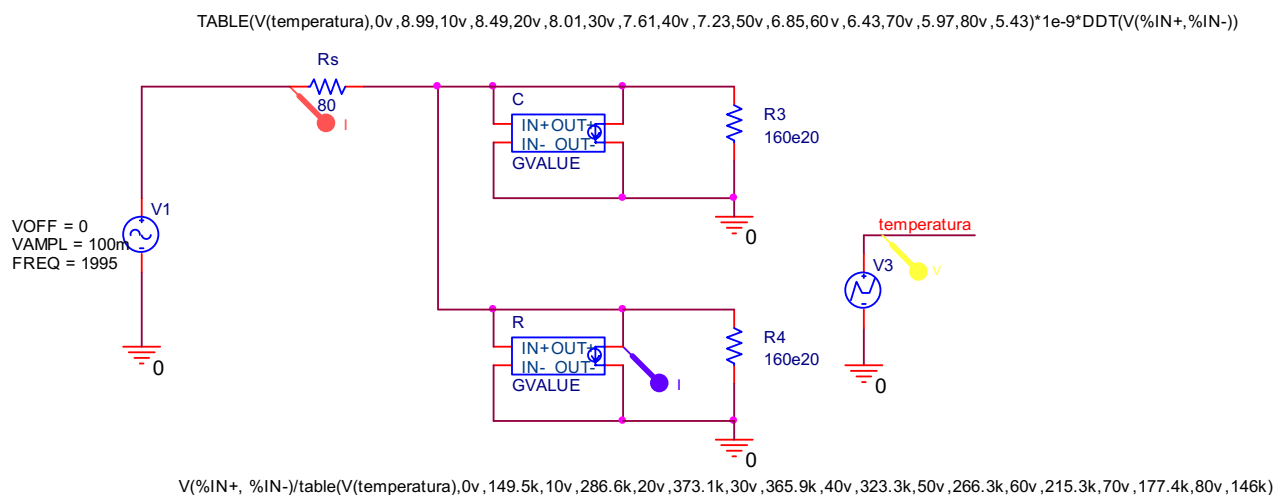 TABLE(V(temperatura),0v,8.99,10v,8.49,20v,8.01,30v,7.61,40v,7.23,50v,6.85,60v,6.43,70v,5.97,80v,5.43)*1e-9*DDT(V(%IN+,%IN-))
Rs
80
I
C
IN+ OUT+
IN- OUT-
GVALUE
R3
160e20
0
V1
VOFF = 0
VAMPL = 100m
FREQ = 1995
0
temperatura
V3
V
0
R
IN+ OUT+
IN- OUT-
GVALUE
I
R4
160e20
0
V(%IN+, %IN-)/table(V(temperatura),0v,149.5k,10v,286.6k,20v,373.1k,30v,365.9k,40v,323.3k,50v,266.3k,60v,215.3k,70v,177.4k,80v,146k)